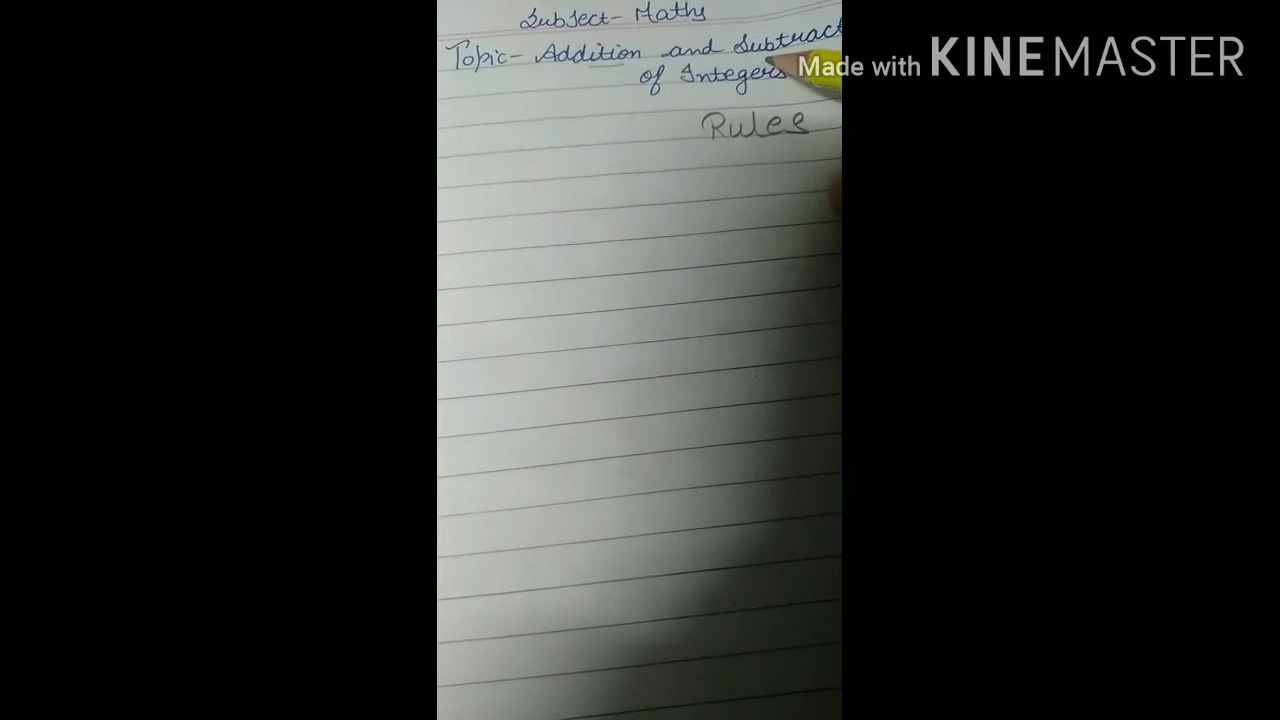 Subject- Maths
Topic- Addition and Subtract
of Integers
Made with KINEMASTER
Rules